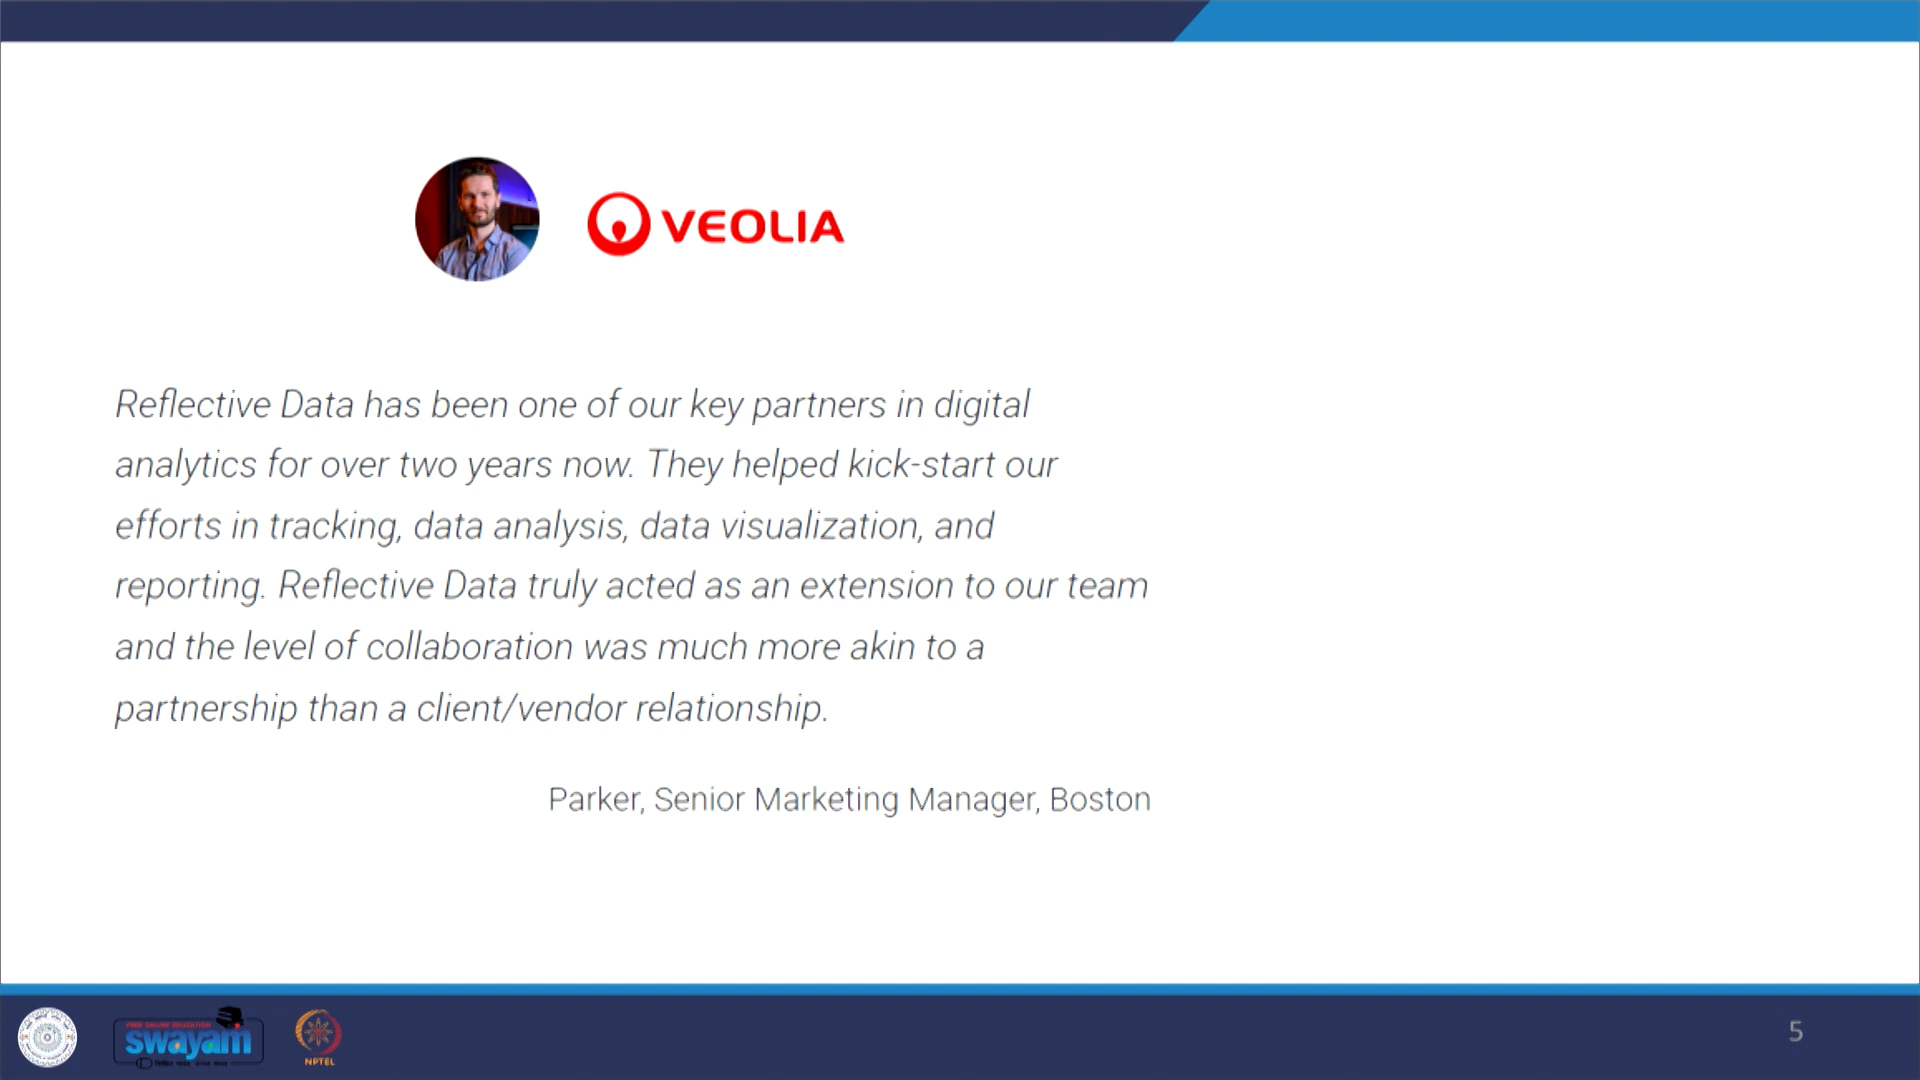 VEOLIA
Reflective Data has been one of our key partners in digital
analytics for over two years now. They helped kick-start our
efforts in tracking, data analysis, data visualization, and
reporting. Reflective Data truly acted as an extension to our team
and the level of collaboration was much more akin to a
partnership than a client/vendor relationship.
Parker, Senior Marketing Manager, Boston
FREE ONLINE EDUCATION
swayam
NPTEL
5